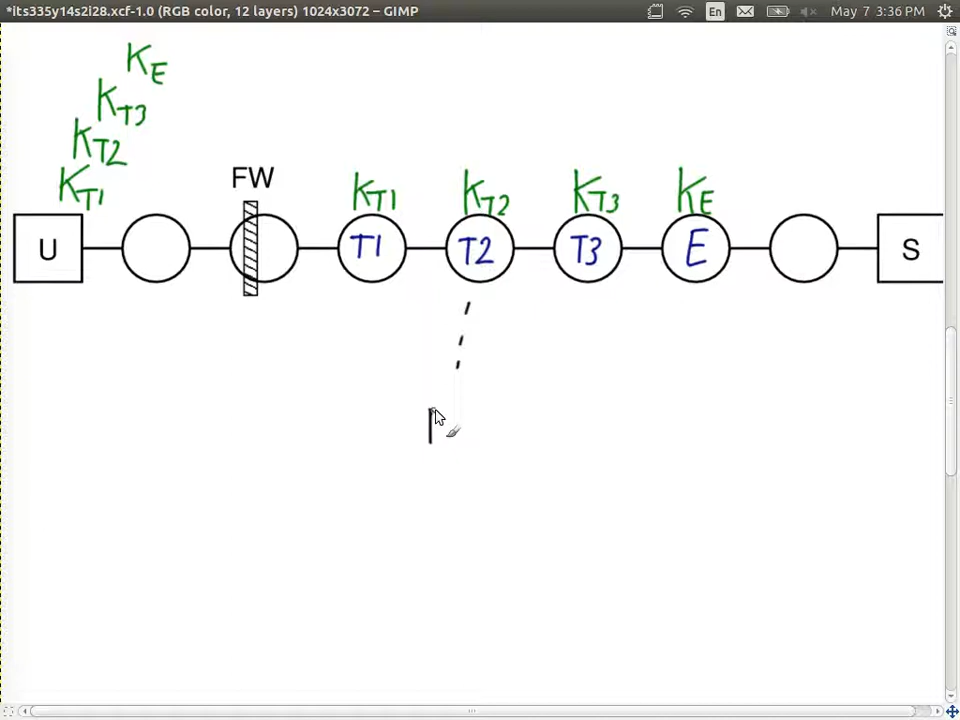 *its335y14s2i28.xcf-1.0 (RGB color, 12 layers) 1024x3072 – GIMP
En
May 7 3:36 PM
KE
KT3
KT2
KT1
FW
KT1 KT2 KT3 KE
U T1 T2 T3 E S